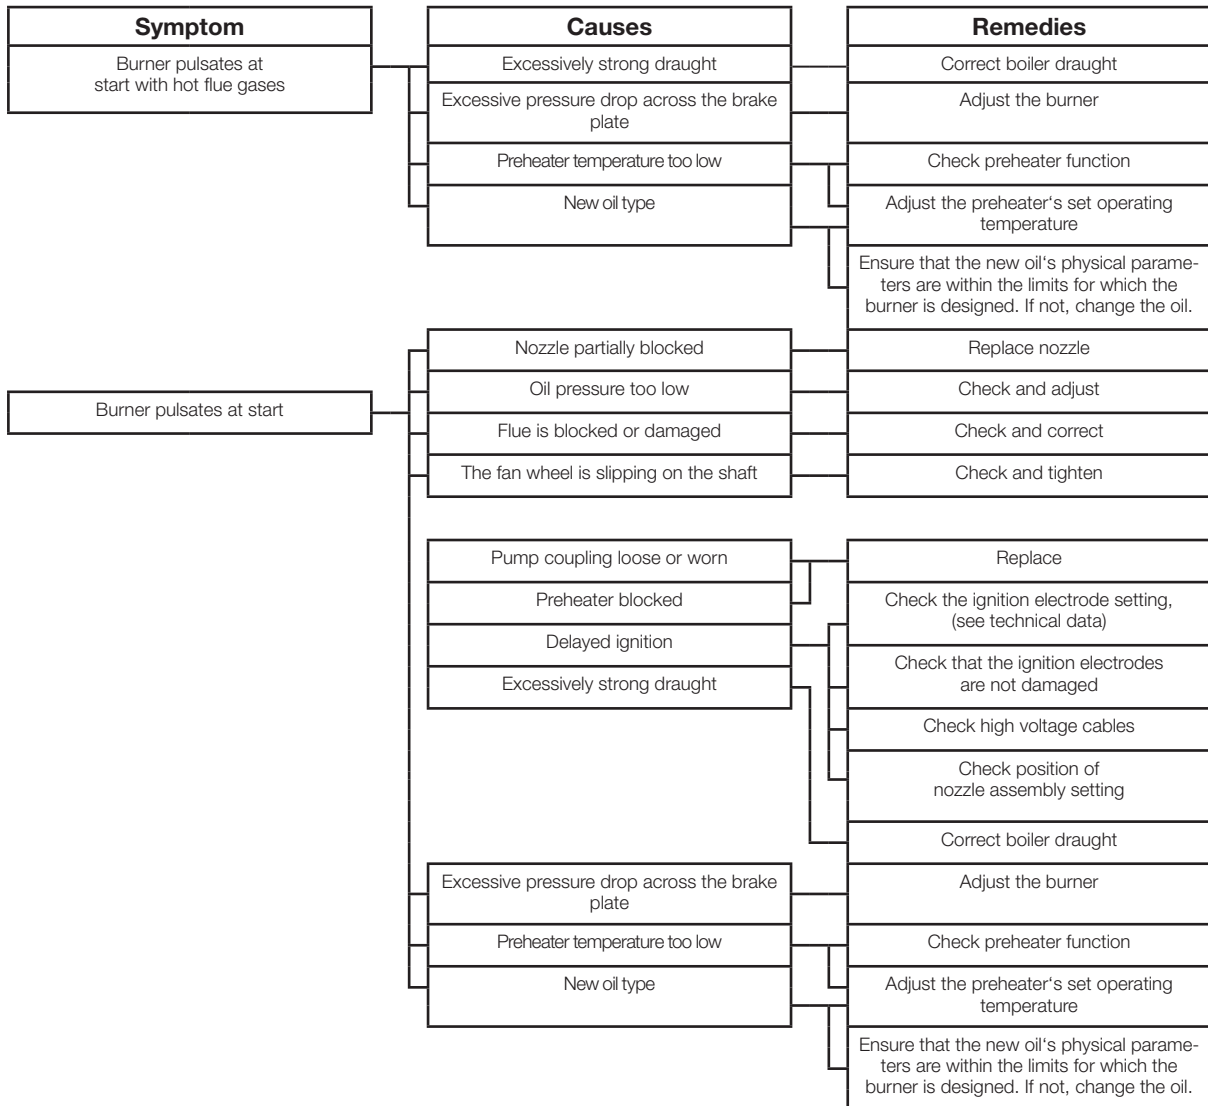 Symptom
Causes
Remedies
Burner pulsates at
start with hot flue gases
Excessively strong draught
Correct boiler draught
Excessive pressure drop across the brake
plate
Adjust the burner
Preheater temperature too low
Check preheater function
New oil type
Adjust the preheater‘s set operating
temperature
Ensure that the new oil‘s physical parame-
ters are within the limits for which the
burner is designed. If not, change the oil.
Burner pulsates at start
Nozzle partially blocked
Replace nozzle
Oil pressure too low
Check and adjust
Flue is blocked or damaged
Check and correct
The fan wheel is slipping on the shaft
Check and tighten
Pump coupling loose or worn
Replace
Preheater blocked
Check the ignition electrode setting,
(see technical data)
Delayed ignition
Check that the ignition electrodes
are not damaged
Excessively strong draught
Check high voltage cables
Check position of
nozzle assembly setting
Correct boiler draught
Excessive pressure drop across the brake
plate
Adjust the burner
Preheater temperature too low
Check preheater function
New oil type
Adjust the preheater‘s set operating
temperature
Ensure that the new oil‘s physical parame-
ters are within the limits for which the
burner is designed. If not, change the oil.